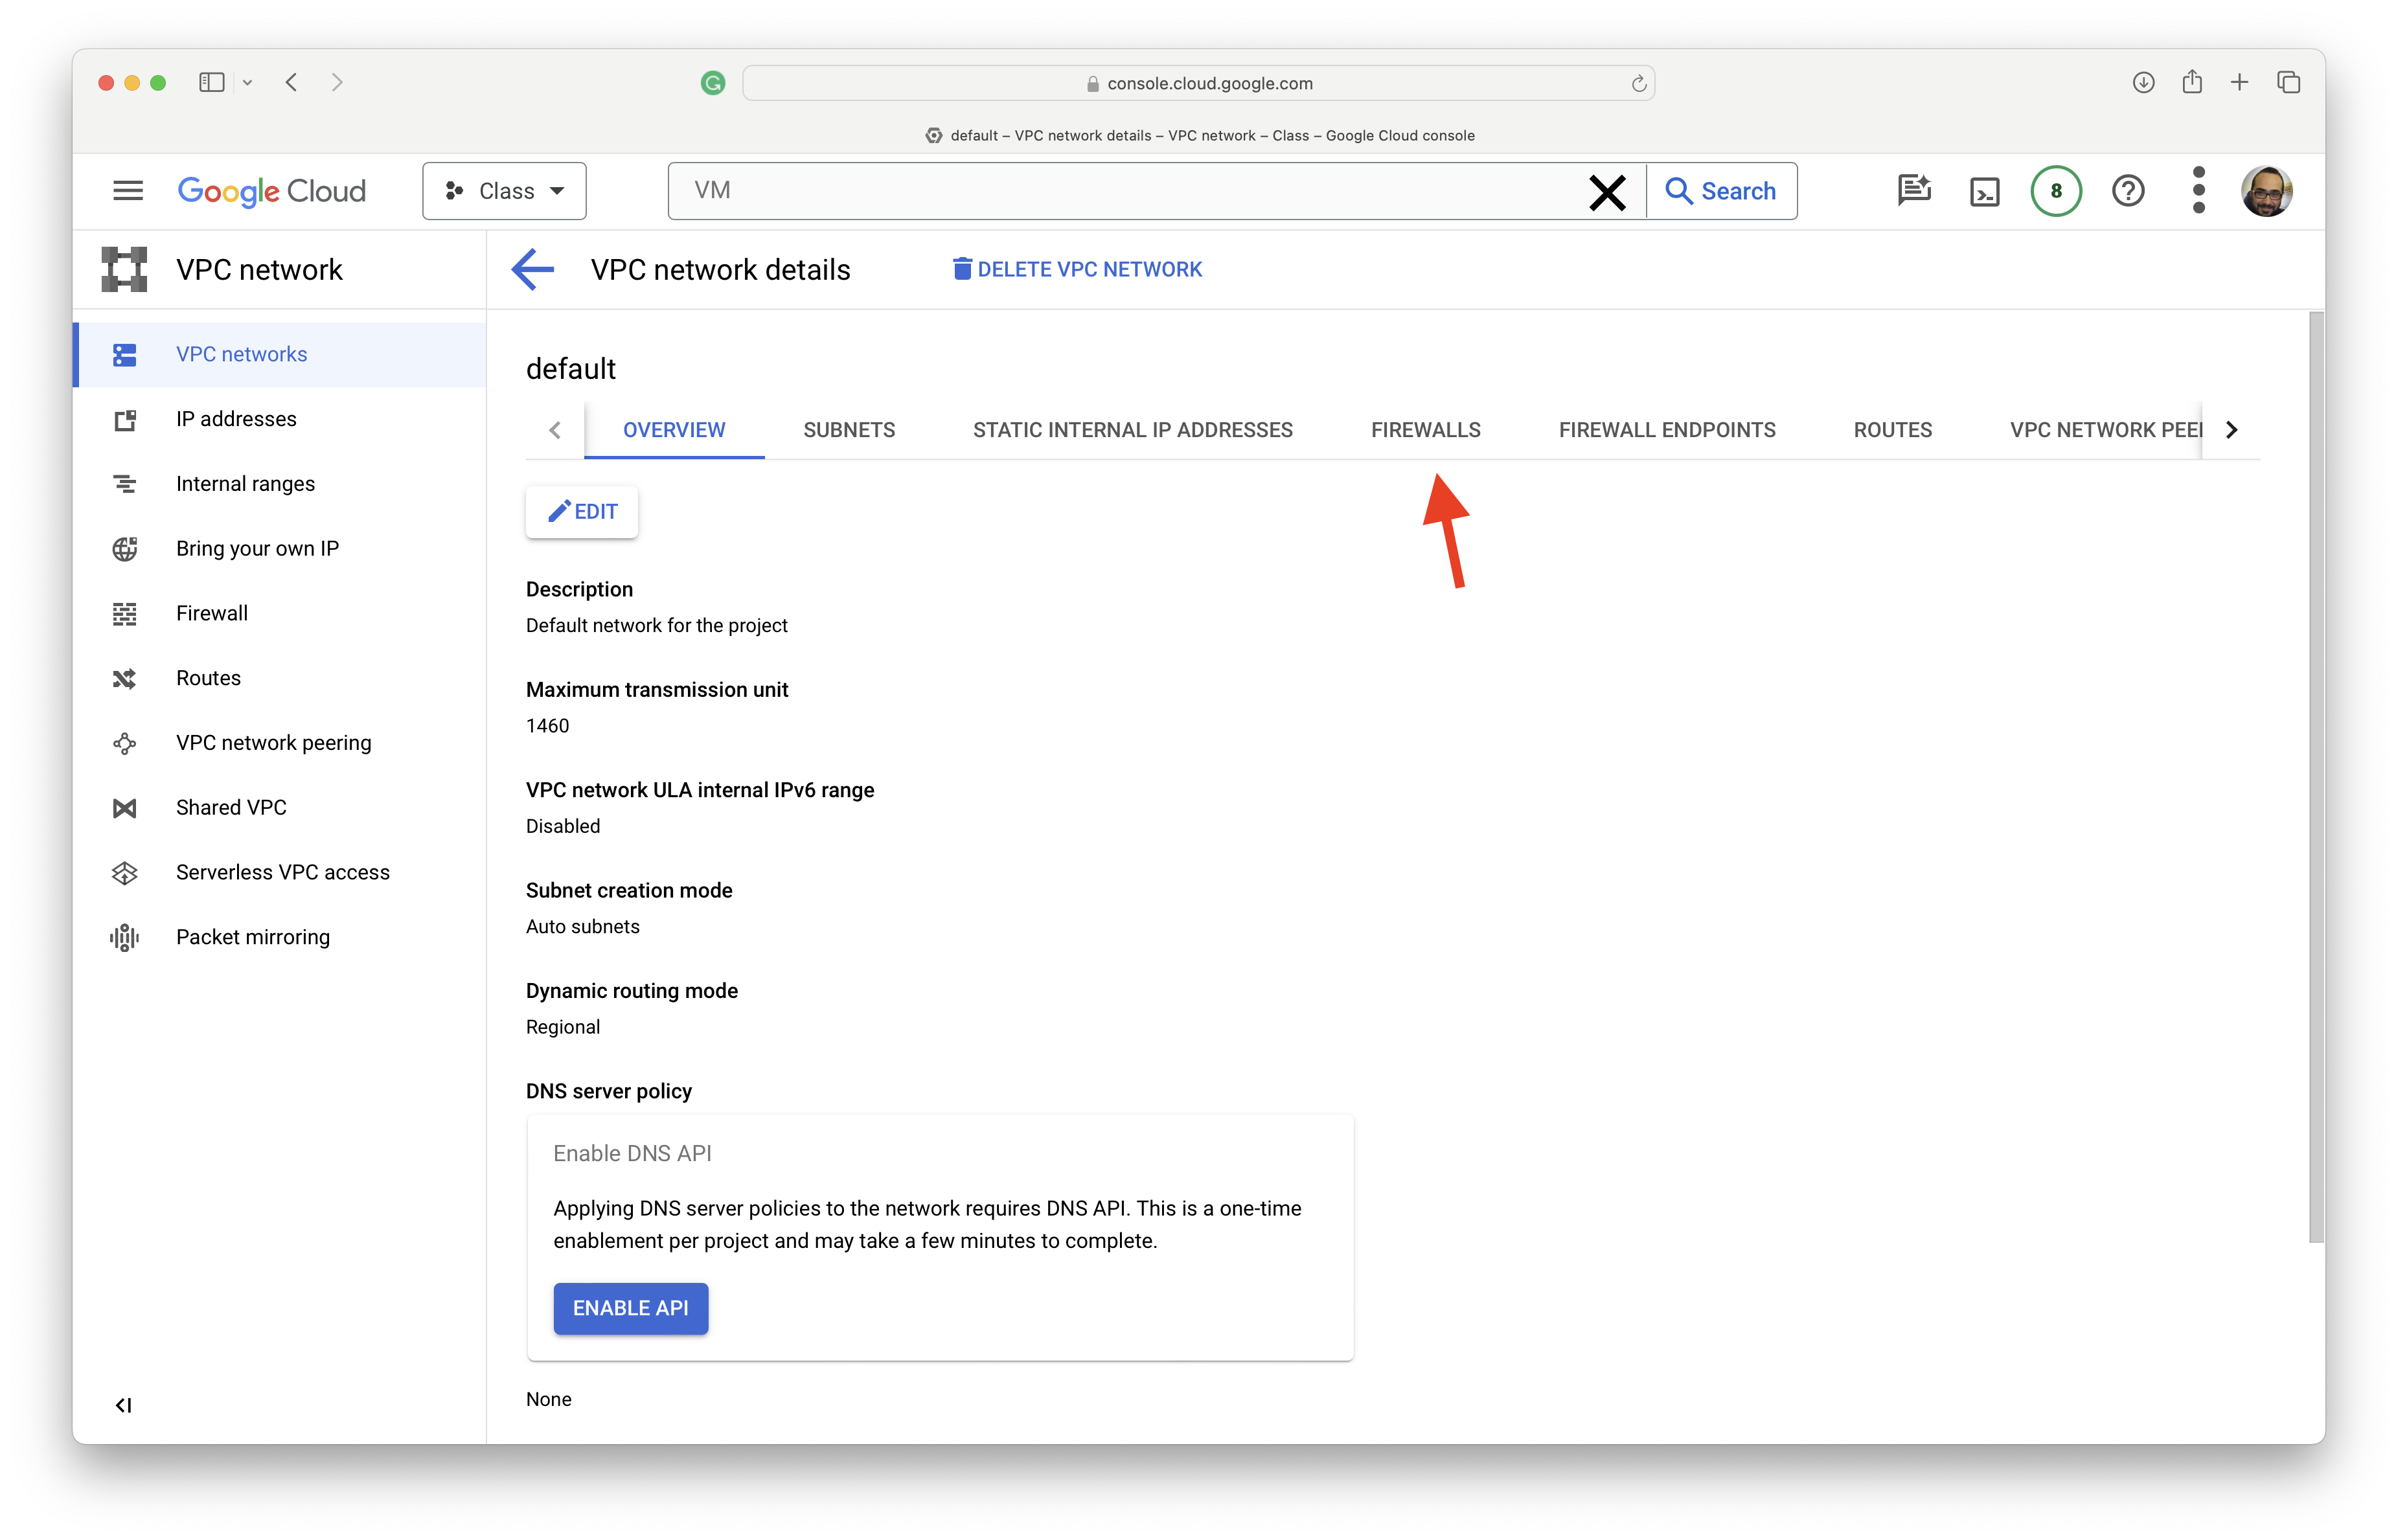 console.cloud.google.com
default – VPC network details – VPC network – Class – Google Cloud console
Google Cloud
Class
VM
Search
8
VPC network
VPC network details
DELETE VPC NETWORK
VPC networks
IP addresses
Internal ranges
Bring your own IP
Firewall
Routes
VPC network peering
Shared VPC
Serverless VPC access
Packet mirroring
default
OVERVIEW
SUBNETS
STATIC INTERNAL IP ADDRESSES
FIREWALLS
FIREWALL ENDPOINTS
ROUTES
VPC NETWORK PEE
EDIT
Description
Default network for the project
Maximum transmission unit
1460
VPC network ULA internal IPv6 range
Disabled
Subnet creation mode
Auto subnets
Dynamic routing mode
Regional
DNS server policy
Enable DNS API
Applying DNS server policies to the network requires DNS API. This is a one-time
enablement per project and may take a few minutes to complete.
ENABLE API
None